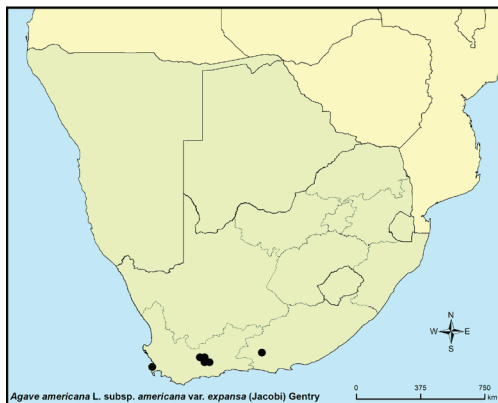 N
W E
S
Agave americana L. subsp. americana var. expansa (Jacobi) Gentry
0 375 750
km